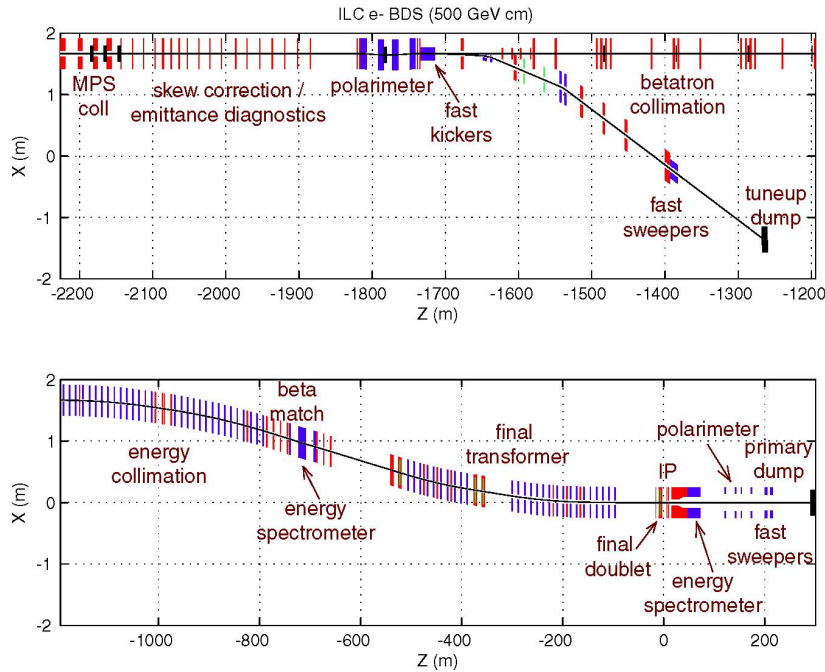 ILC e- BDS (500 GeV cm)
2
1
0
-1
-2
X (m)
MPS
coll
skew correction /
emittance diagnostics
polarimeter
fast
kickers
betatron
collimation
fast
sweepers
tuneup
dump
-2200 -2100 -2000 -1900 -1800 -1700 -1600 -1500 -1400 -1300 -1200
Z (m)
2
1
0
-1
-2
X (m)
energy
collimation
beta
match
energy
spectrometer
final
transformer
IP
final
doublet
polarimeter
energy
spectrometer
primary
dump
fast
sweepers
-1000 -800 -600 -400 -200 0 200
Z (m)